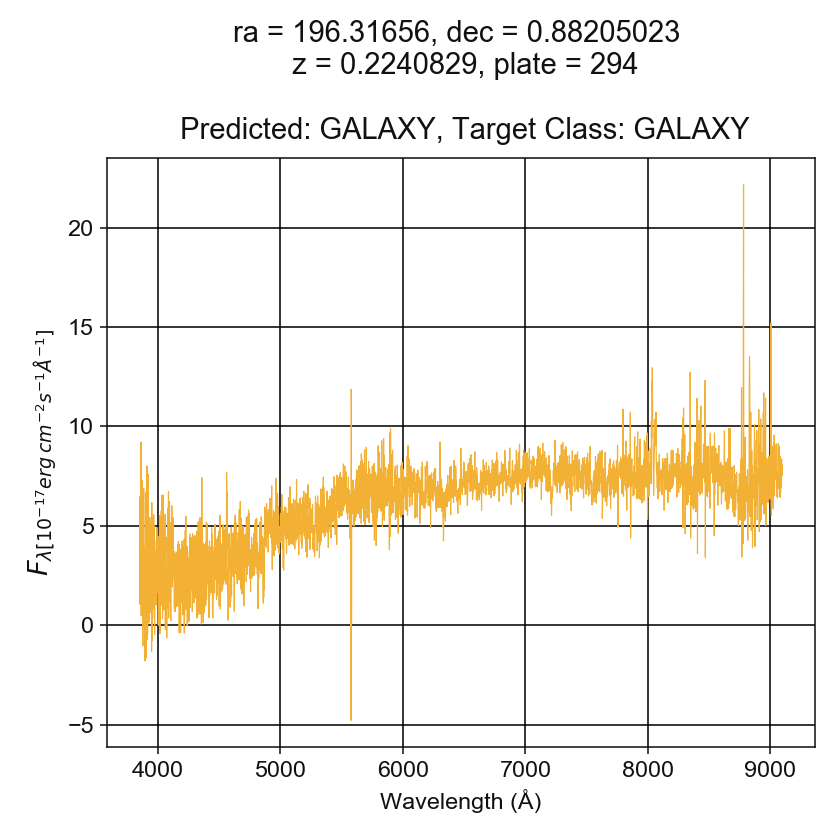 ra = 196.31656, dec = 0.88205023
z = 0.2240829, plate = 294
Predicted: GALAXY, Target Class: GALAXY
20
15
10
5
0
−5
F_{λ[10^{−17} erg cm^{−2} s^{−1} Å^{−1}]}
4000 5000 6000 7000 8000 9000
Wavelength (Å)